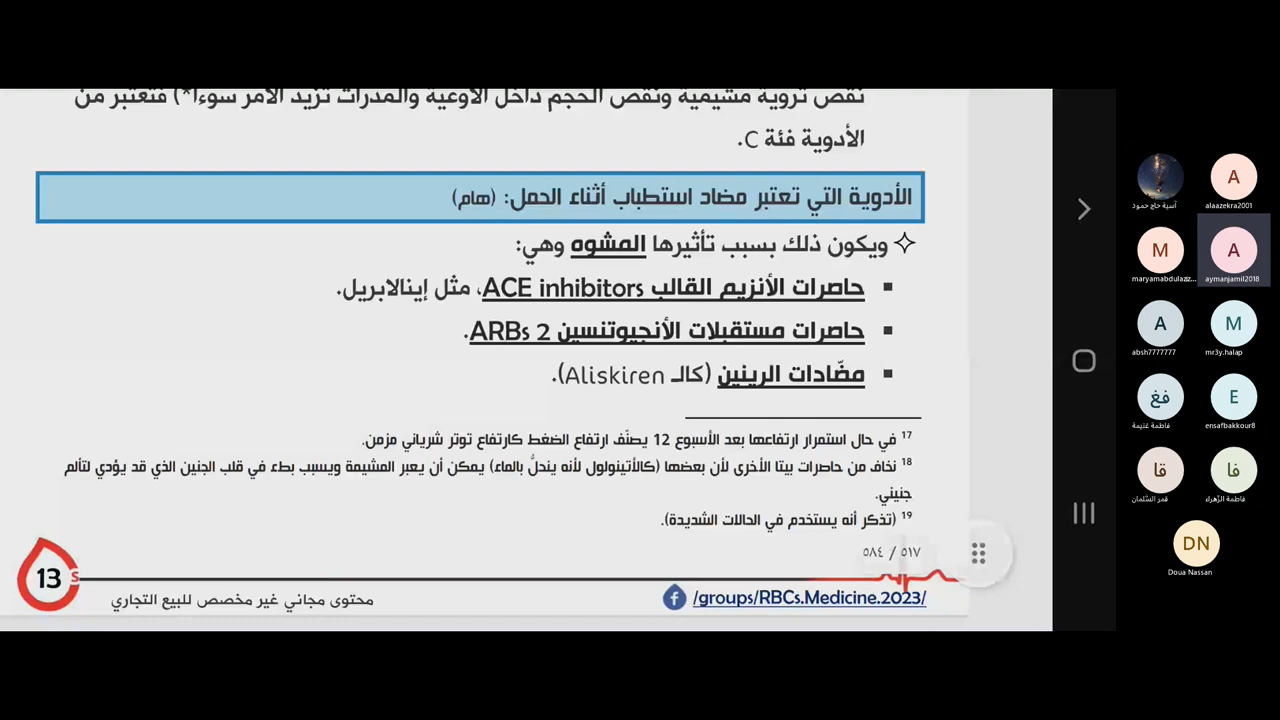 نقص تروية مشيمية ونقص الحجم داخل الأوعية والمدرات تزيد الأمر سوءاً*) فتعتبر من
الأدوية فئة C.
الأدوية التي تعتبر مضاد استطباب أثناء الحمل: (هام)
ويكون ذلك بسبب تأثيرها المشوه وهي:
▪ حاصرات الأنزيم القالب ACE inhibitors، مثل إينالابريل.
▪ حاصرات مستقبلات الأنجيوتنسين 2 ARBs.
▪ مضّادات الرينين (كالـ Aliskiren).
17 في حال استمرار ارتفاعها بعد الأسبوع 12 يصنّف ارتفاع الضغط كارتفاع توتر شرياني مزمن.
18 نخاف من حاصرات بيتا الأخرى لأن بعضها (كالأتينولول لأنه ينحلّ بالماء) يمكن أن يعبر المشيمة ويسبب بطء في قلب الجنين الذي قد يؤدي لتألم
جنيني.
19 (تذكر أنه يستخدم في الحالات الشديدة).
٥١٧ / ٥٨٤
13
محتوى مجاني غير مخصص للبيع التجاري
/groups/RBCs.Medicine.2023/
آسية حاج حمود
A
alaazekra2001
M
maryamabdulaziz...
A
aymanjamil2018
A
absh7777777
M
mr3y.halap
فغ
فاطمة غنيمة
E
ensafbakkour8
قا
قمر السّلمان
فا
فاطمة الزّهراء
DN
Doua Nassan